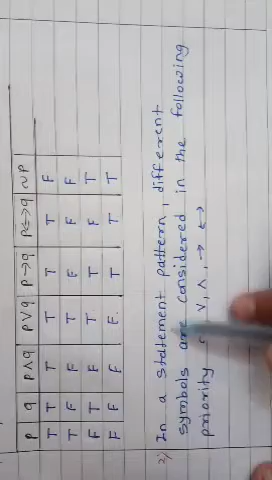 p q p∧q p∨q p→q p<=>q ~p
T T T T T T F
T F F T F F F
F T F T T F T
F F F F. T T T
2) In a statement pattern, different
symbols are considered in the following
priority ∨, ∧, → ↔